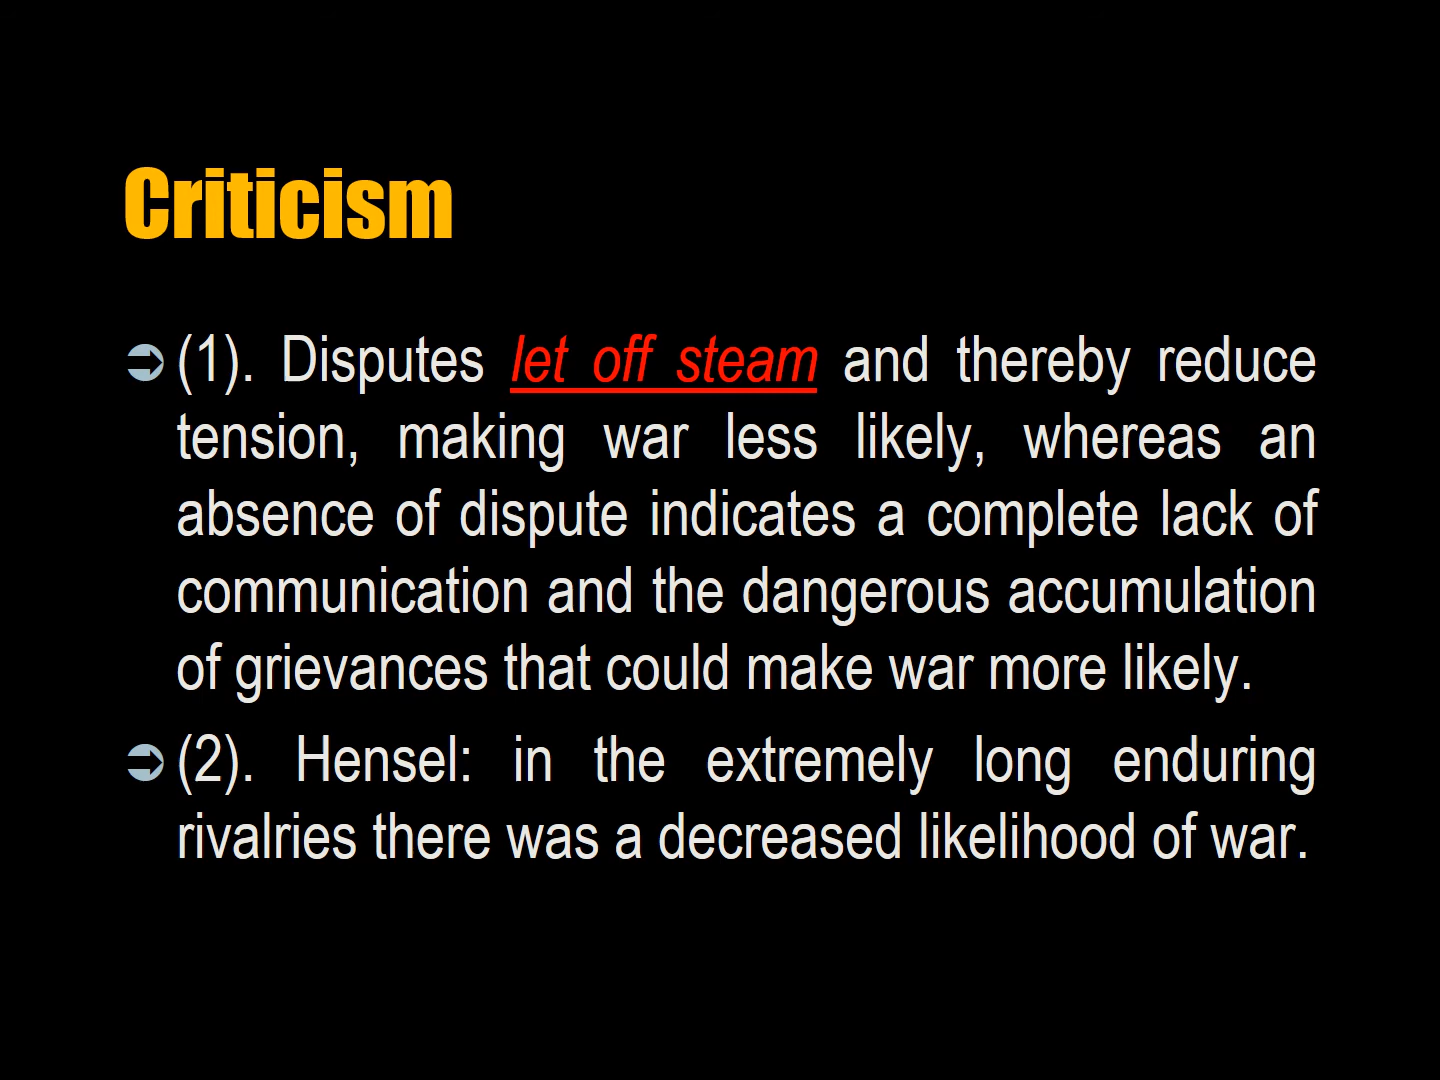 Criticism
(1). Disputes let off steam and thereby reduce
tension, making war less likely, whereas an
absence of dispute indicates a complete lack of
communication and the dangerous accumulation
of grievances that could make war more likely.
(2). Hensel: in the extremely long enduring
rivalries there was a decreased likelihood of war.